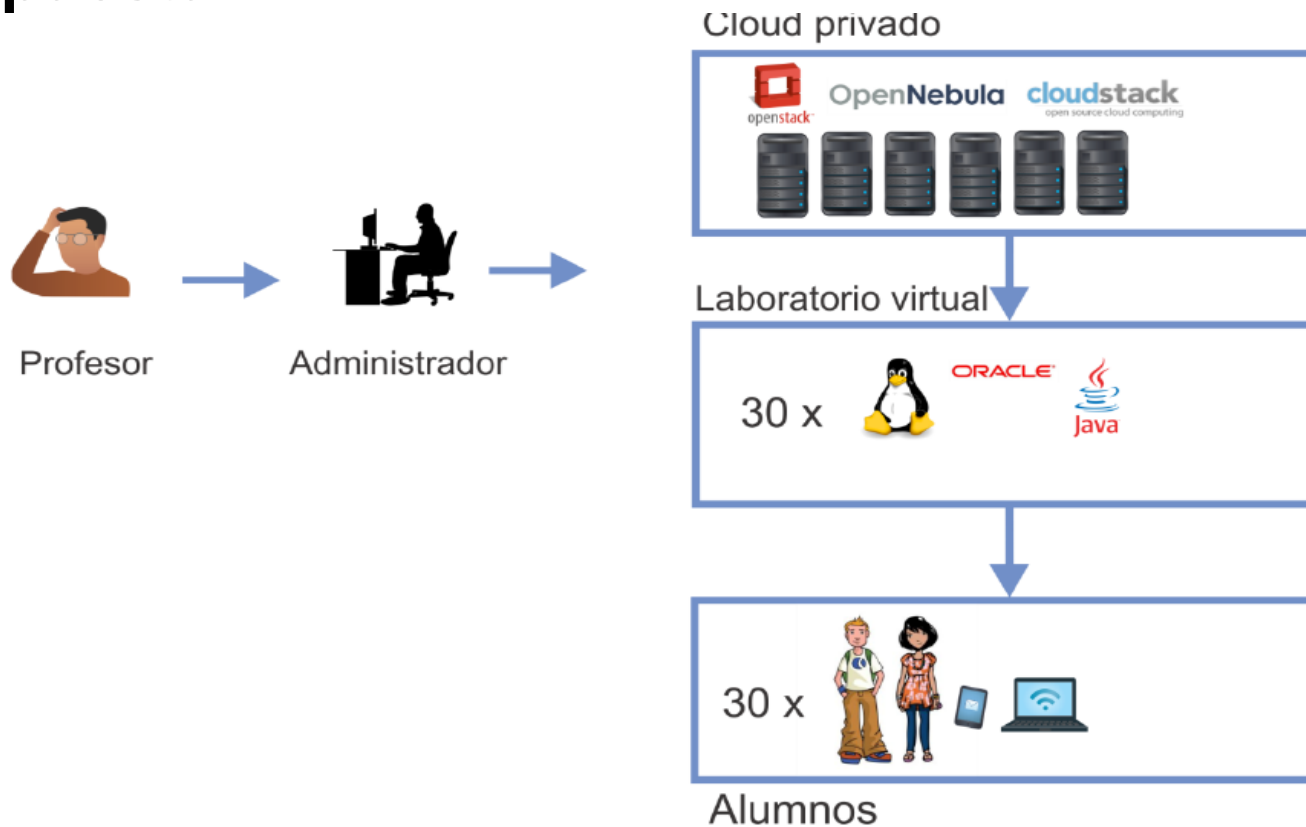 Cloud privado
openstack
OpenNebula
cloudstack
open source cloud computing
Profesor
Administrador
Laboratorio virtual
30 x
ORACLE
Java
30 x
Alumnos